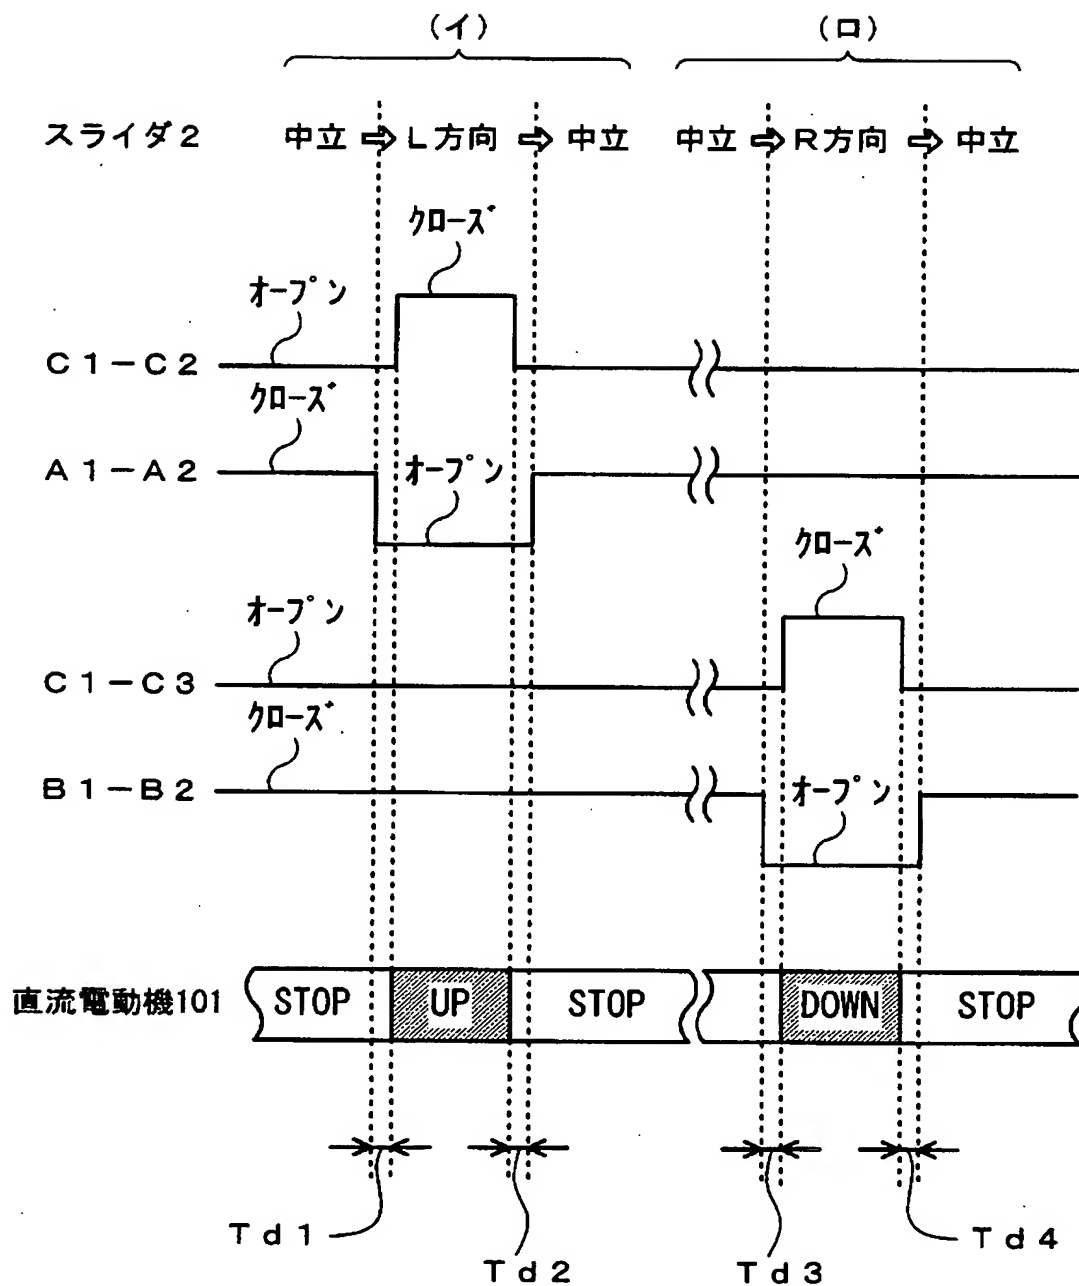 (イ) (ロ)
スライダ2 中立⇨L方向⇨中立 中立⇨R方向⇨中立
クローズ
オープン
C1-C2
クローズ
A1-A2 オープン
クローズ
オープン
C1-C3
クローズ
B1-B2 オープン
直流電動機101 STOP UP STOP DOWN STOP
Td1 Td2 Td3 Td4